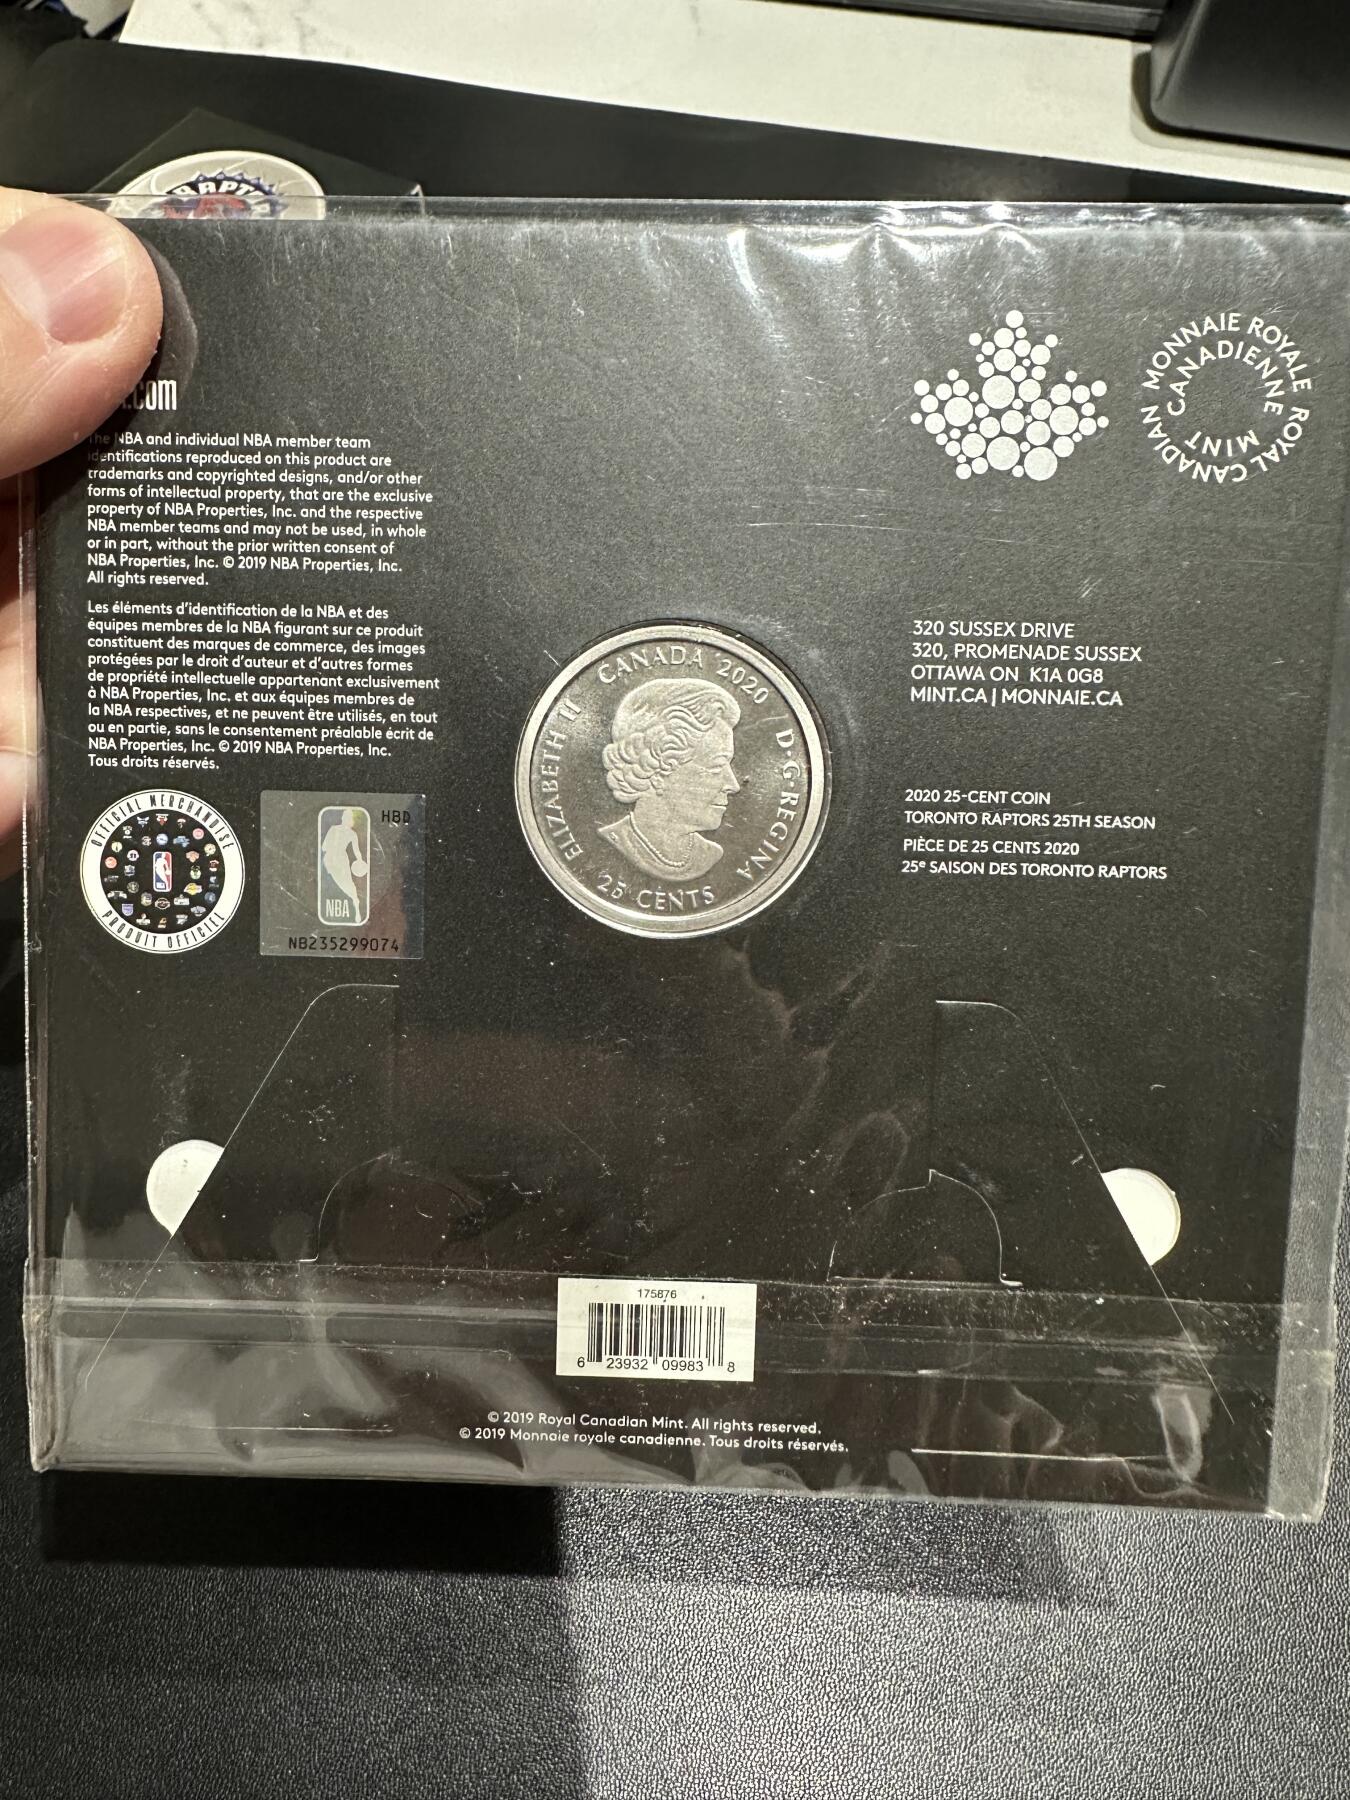 RAPT
.com
The NBA and individual NBA member team
identifications reproduced on this product are
trademarks and copyrighted designs, and/or other
forms of intellectual property, that are the exclusive
property of NBA Properties, Inc. and the respective
NBA member teams and may not be used, in whole
or in part, without the prior written consent of
NBA Properties, Inc. © 2019 NBA Properties, Inc.
All rights reserved.
Les éléments d'identification de la NBA et des
équipes membres de la NBA figurant sur ce produit
constituent des marques de commerce, des images
protégées par le droit d'auteur et d'autres formes
de propriété intellectuelle appartenant exclusivement
à NBA Properties, Inc. et aux équipes membres de
la NBA respectives, et ne peuvent être utilisés, en tout
ou en partie, sans le consentement préalable écrit de
NBA Properties, Inc. © 2019 NBA Properties, Inc.
Tous droits réservés.
OFFICIAL MERCHANDISE
PRODUIT OFFICIEL
HBD
NBA
NB235299074
ELIZABETH II
CANADA 2020
D·G·REGINA
25 CENTS
MONNAIE ROYALE
CANADIENNE
ROYAL CANADIAN
MINT
320 SUSSEX DRIVE
320, PROMENADE SUSSEX
OTTAWA ON K1A 0G8
MINT.CA | MONNAIE.CA
2020 25-CENT COIN
TORONTO RAPTORS 25TH SEASON
PIÈCE DE 25 CENTS 2020
25e SAISON DES TORONTO RAPTORS
175876
6 23932 09983 8
© 2019 Royal Canadian Mint. All rights reserved.
© 2019 Monnaie royale canadienne. Tous droits réservés.